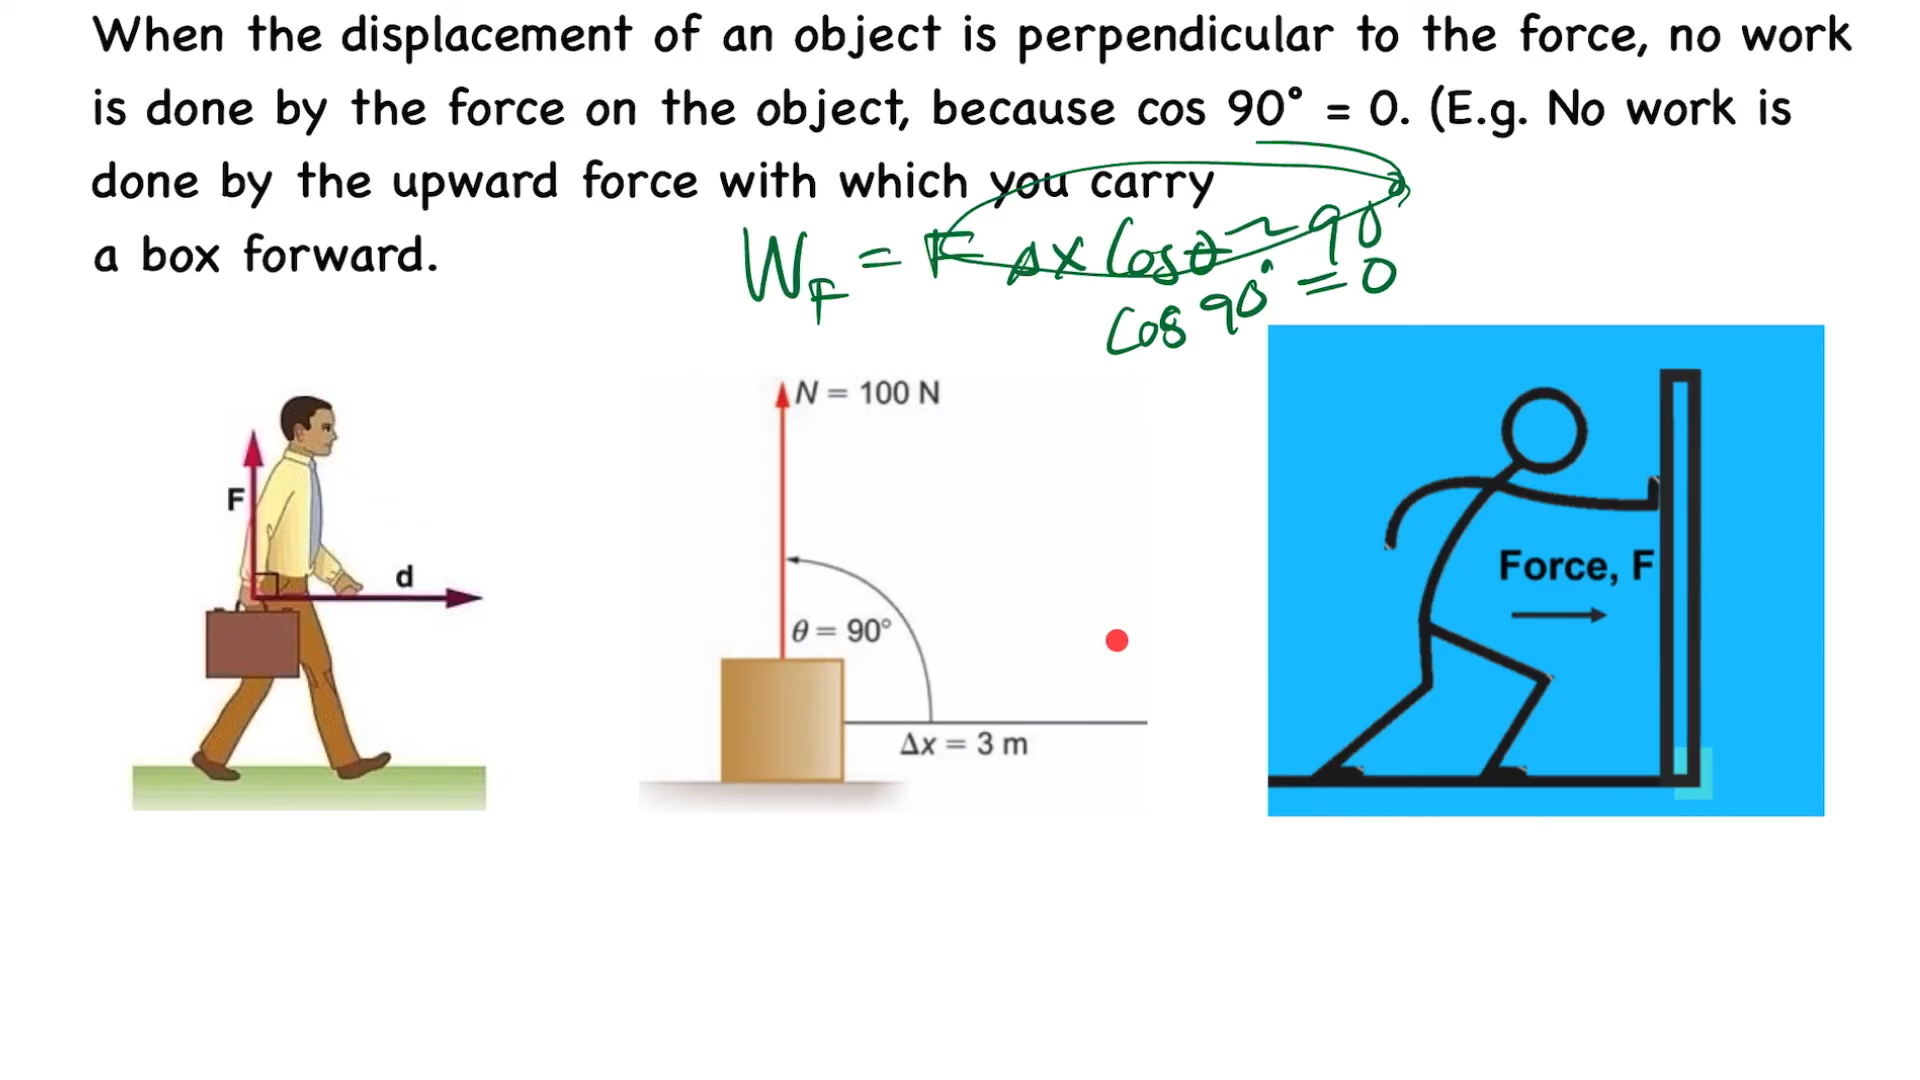 When the displacement of an object is perpendicular to the force, no work
is done by the force on the object, because cos 90° = 0. (E.g. No work is
done by the upward force with which you carry
a box forward.
W_F = F Δx Cosθ ~ 90
Cos 90° = 0
F
d
N = 100 N
θ = 90°
Δx = 3 m
Force, F